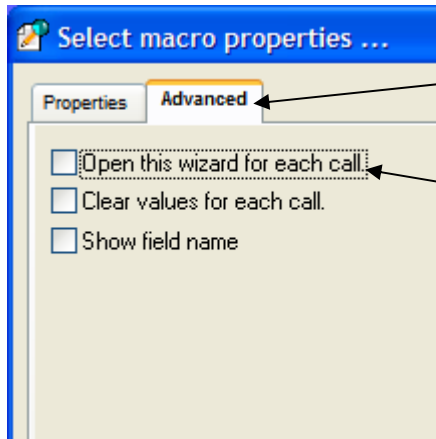 Select macro properties ...
Properties Advanced
Open this wizard for each call.
Clear values for each call.
Show field name